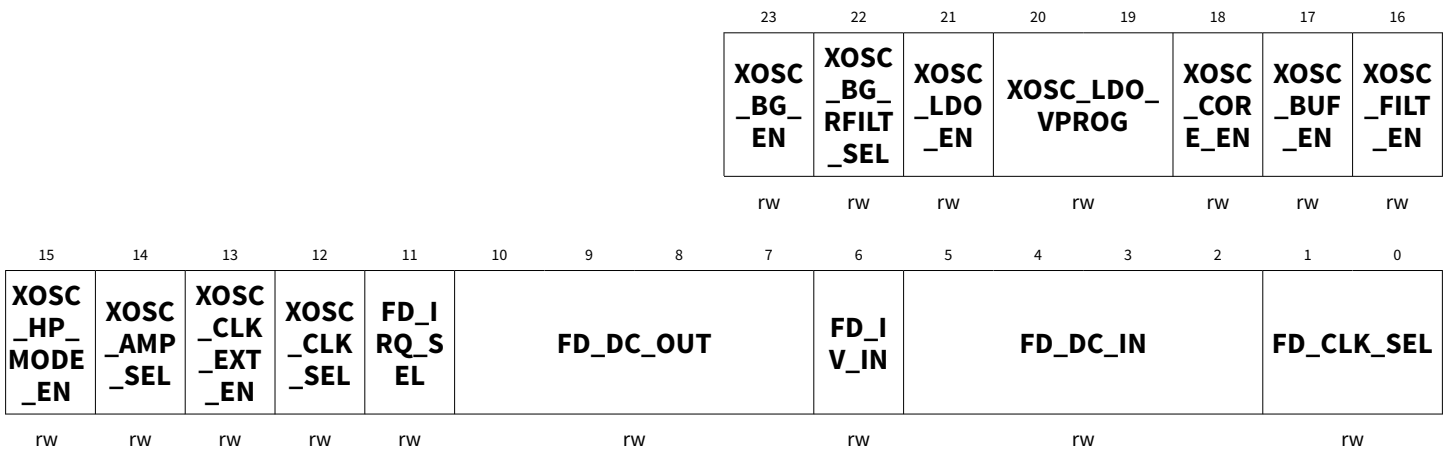 23 22 21 20 19 18 17 16
XOSC
_BG_
EN
XOSC
_BG_
RFILT
_SEL
XOSC
_LDO
_EN
XOSC_LDO_
VPROG
XOSC
_COR
E_EN
XOSC
_BUF
_EN
XOSC
_FILT
_EN
rw rw rw rw rw rw rw
15 14 13 12 11 10 9 8 7 6 5 4 3 2 1 0
XOSC
_HP_
MODE
_EN
XOSC
_AMP
_SEL
XOSC
_CLK
_EXT
_EN
XOSC
_CLK
_SEL
FD_I
RQ_S
EL
FD_DC_OUT
FD_I
V_IN
FD_DC_IN
FD_CLK_SEL
rw rw rw rw rw rw rw rw rw